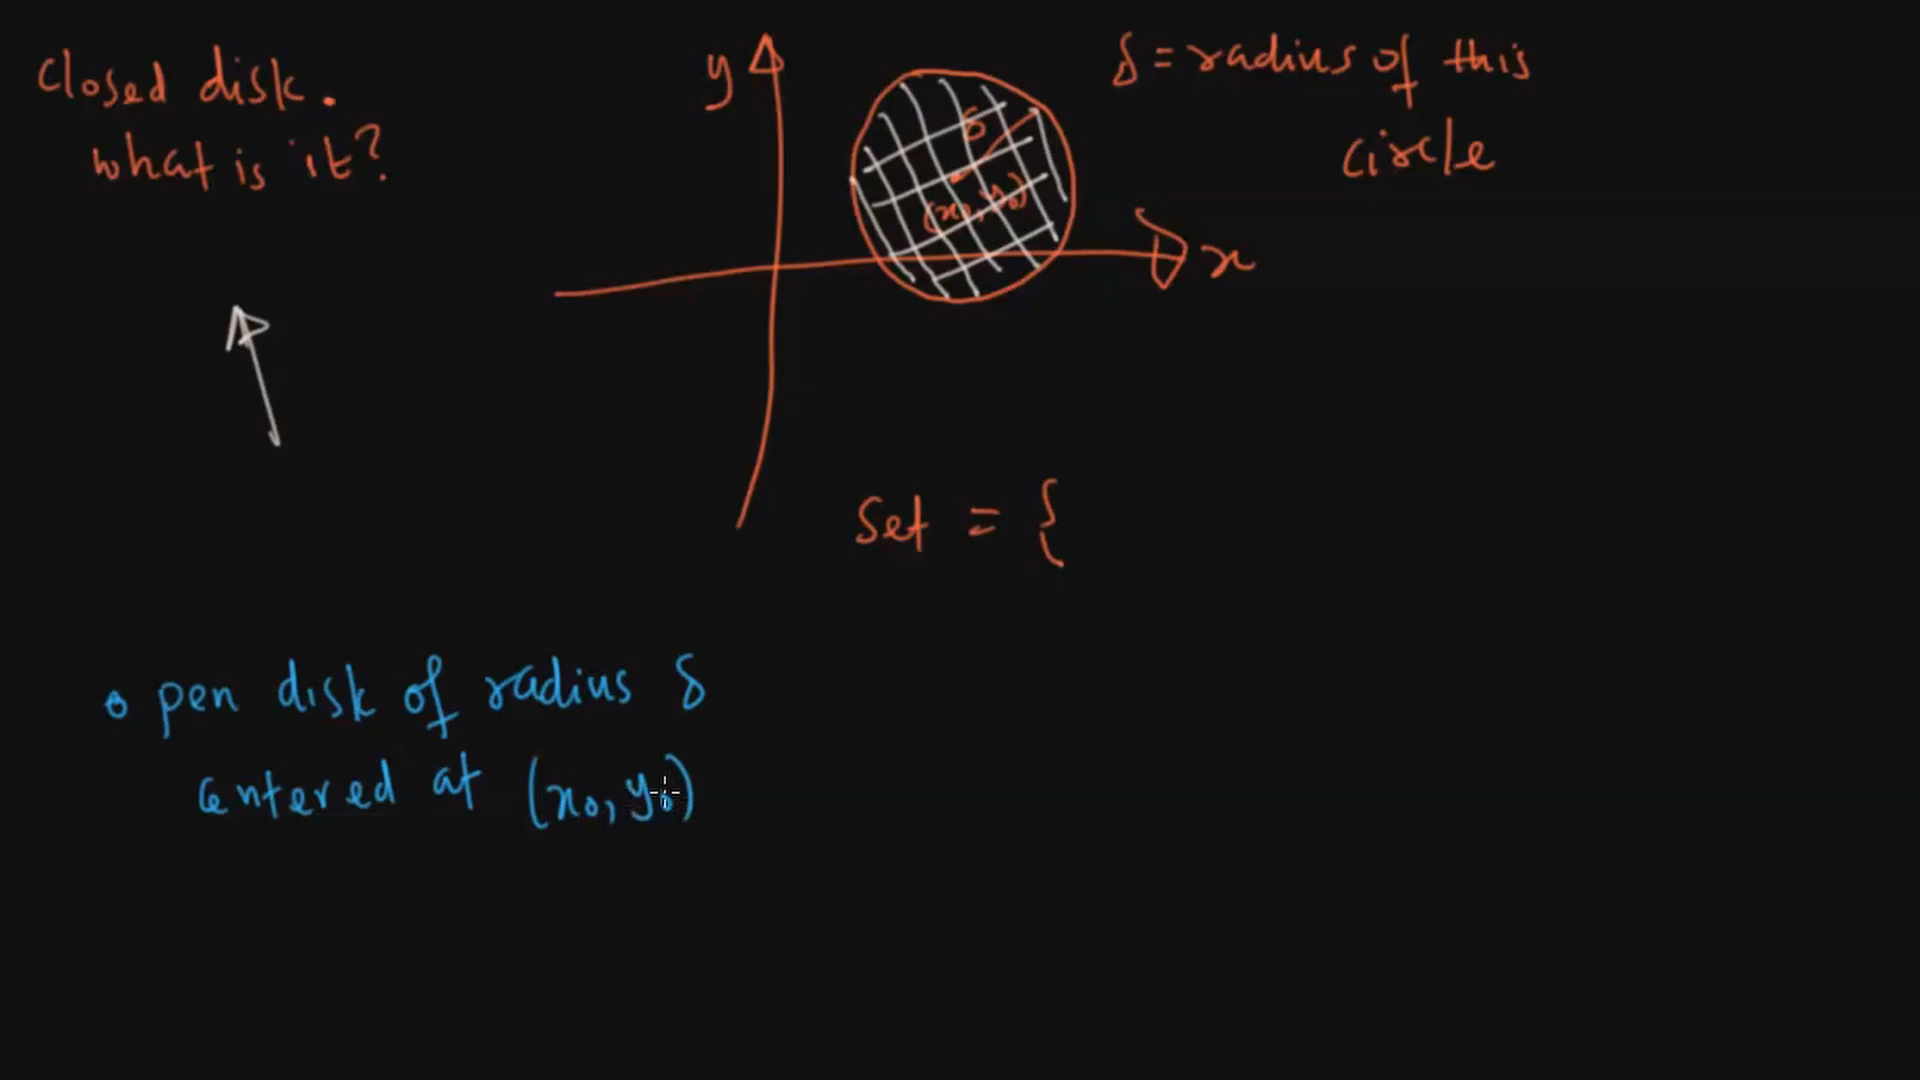 Closed disk.
what is it?
y
δ = radius of this
circle
δ
(x₀, y₀)
x
Set = {
open disk of radius δ
centered at (x₀, y₀)